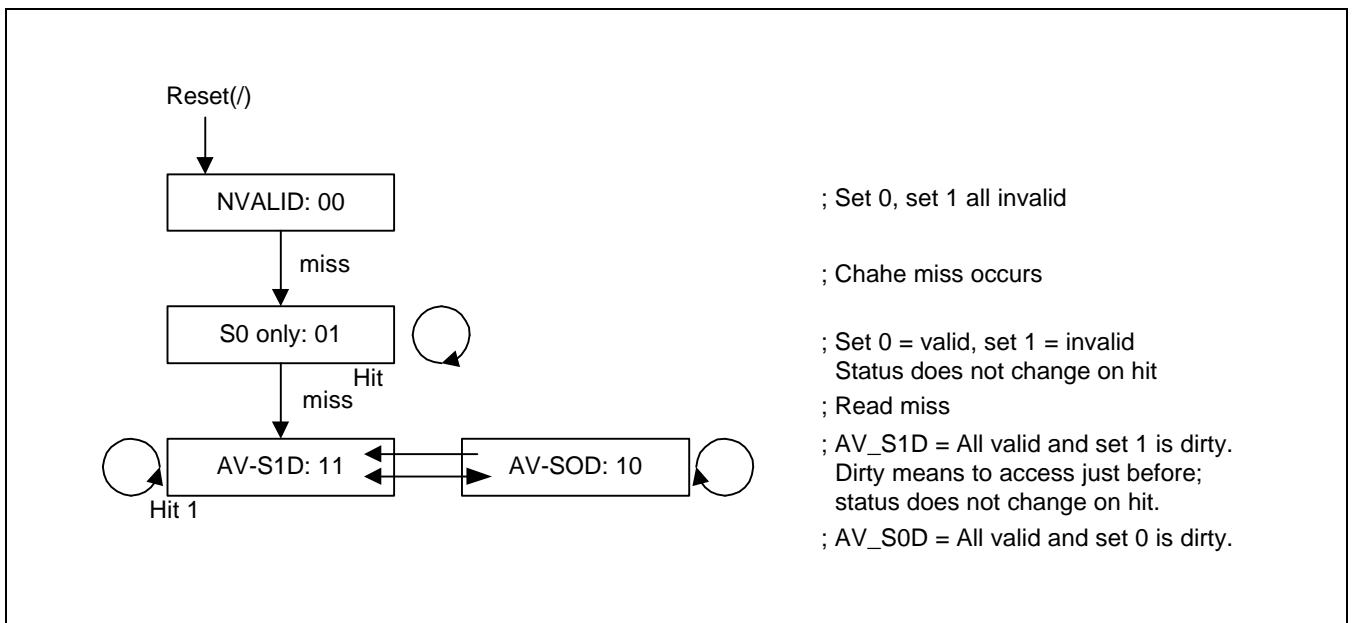 Reset(/)
NVALID: 00
; Set 0, set 1 all invalid
miss
; Chahe miss occurs
S0 only: 01
; Set 0 = valid, set 1 = invalid
Status does not change on hit
Hit
miss
; Read miss
AV-S1D: 11
AV-SOD: 10
; AV_S1D = All valid and set 1 is dirty.
Dirty means to access just before;
status does not change on hit.
Hit 1
; AV_S0D = All valid and set 0 is dirty.